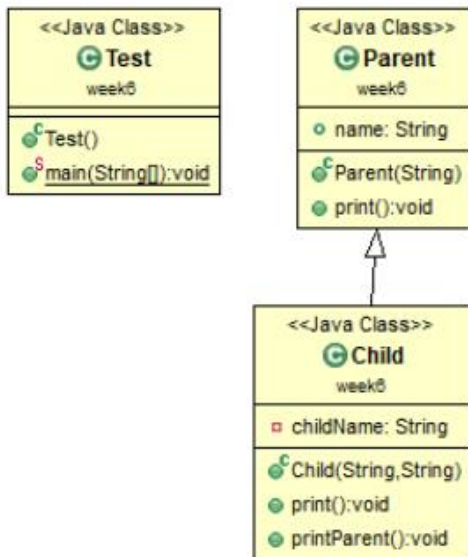 <<Java Class>>
Test
week6
Test()
main(String[]):void
<<Java Class>>
Parent
week6
name: String
Parent(String)
print():void
<<Java Class>>
Child
week6
childName: String
Child(String,String)
print():void
printParent():void